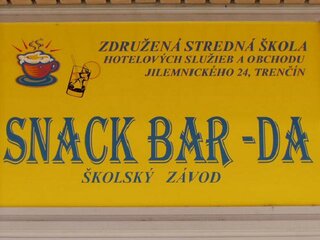 ZDRUŽENÁ STREDNÁ ŠKOLA
HOTELOVÝCH SLUŽIEB A OBCHODU
JILEMNICKÉHO 24, TRENČÍN
SNACK BAR -DA
ŠKOLSKÝ ZÁVOD